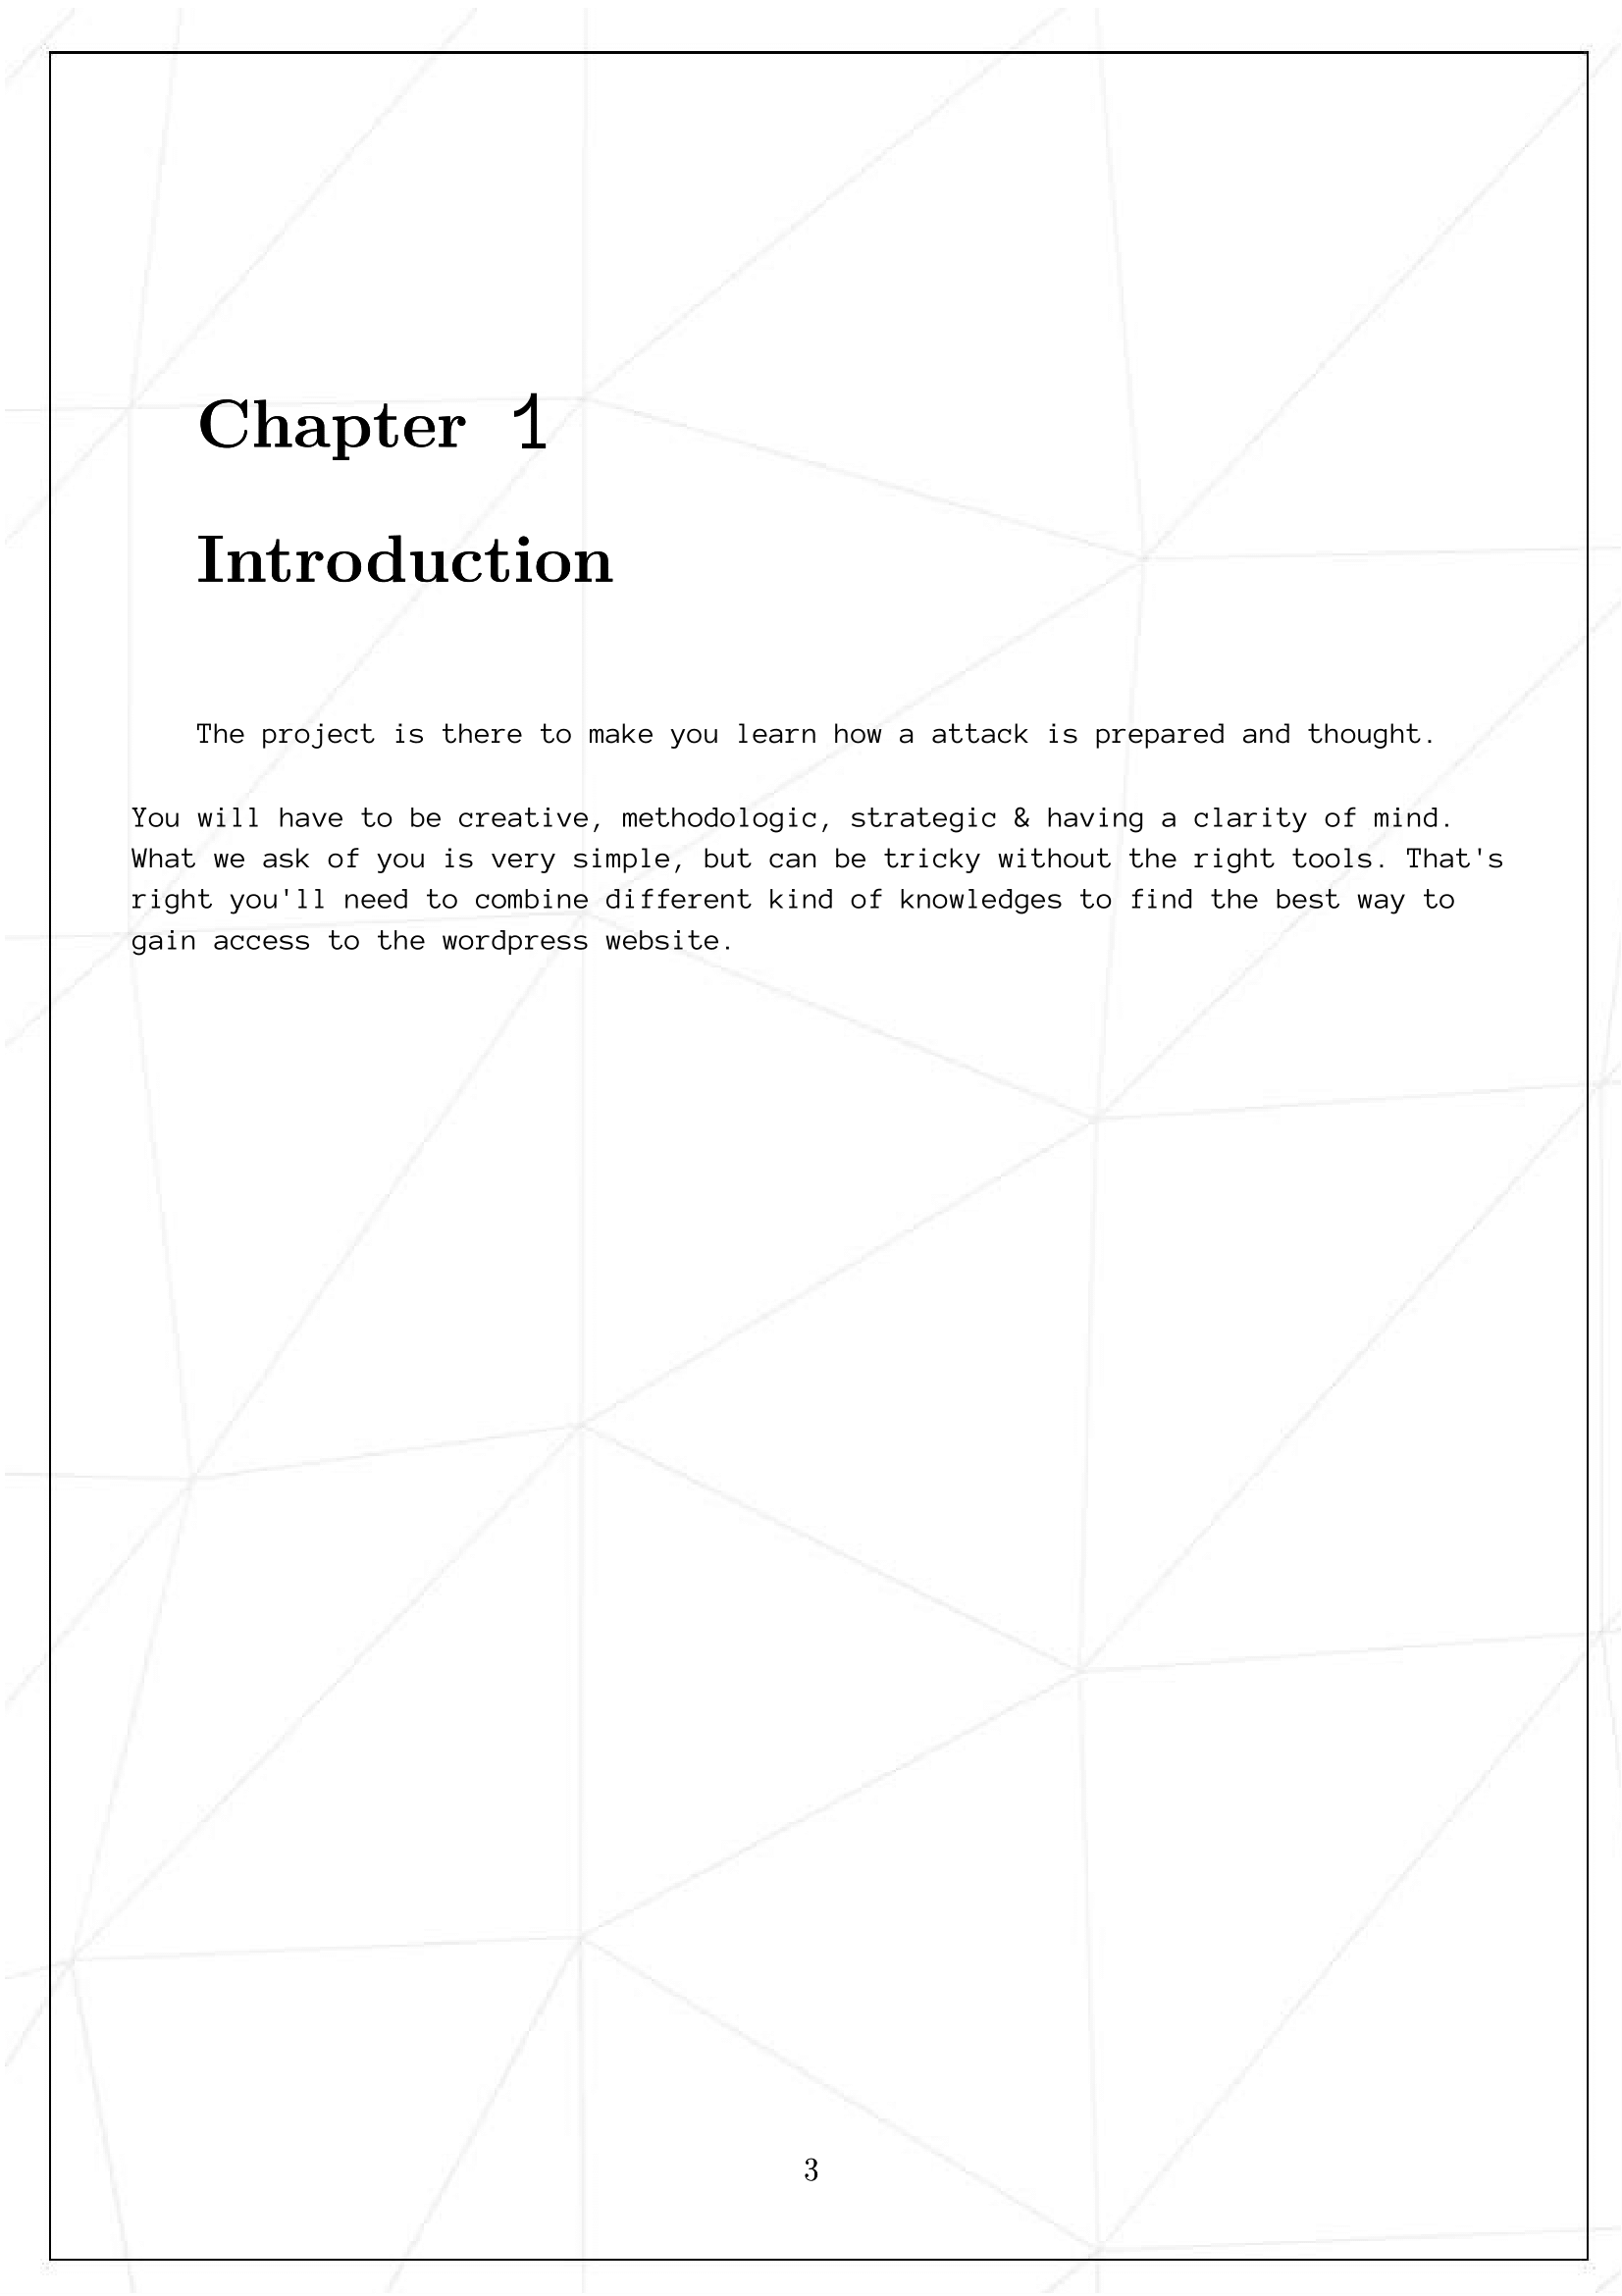 Chapter 1
Introduction
The project is there to make you learn how a attack is prepared and thought.
You will have to be creative, methodologic, strategic & having a clarity of mind.
What we ask of you is very simple, but can be tricky without the right tools. That's
right you'll need to combine different kind of knowledges to find the best way to
gain access to the wordpress website.
3